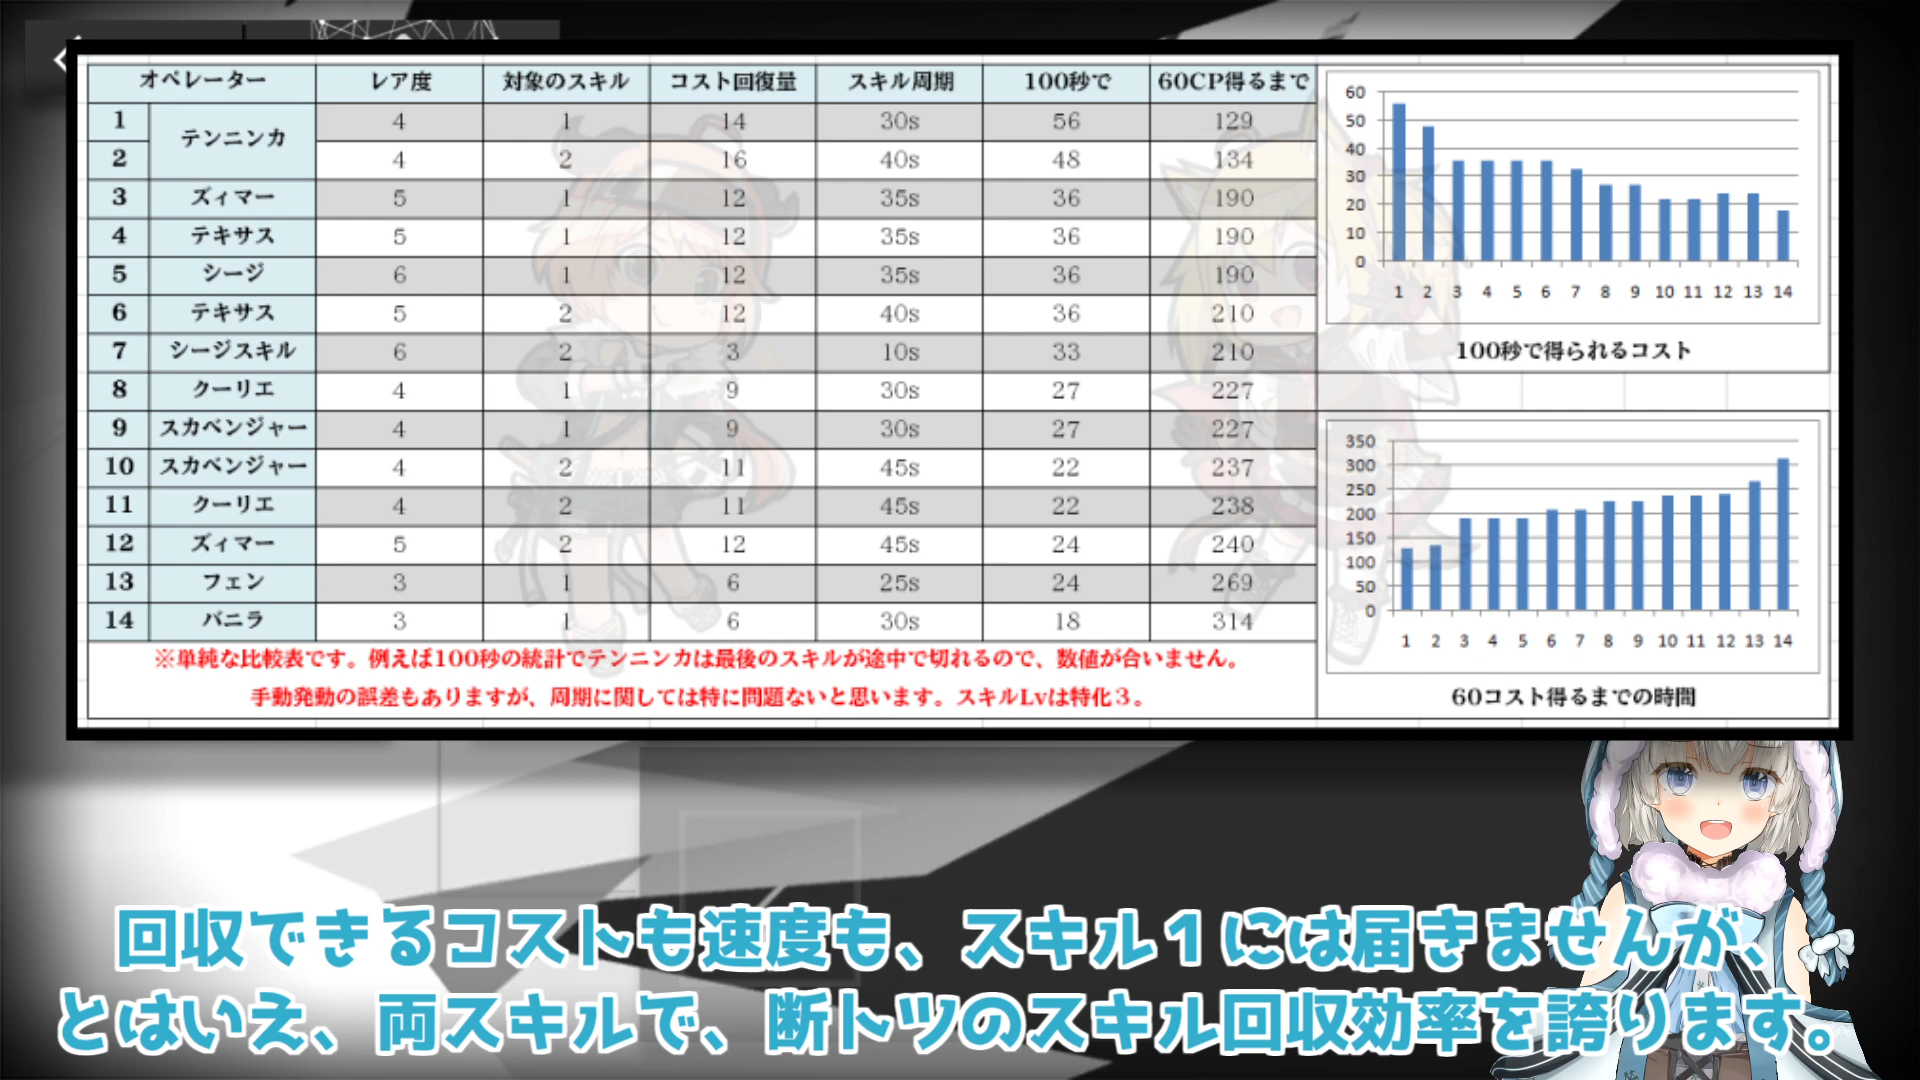 オペレーター レア度 対象のスキル コスト回復量 スキル周期 100秒で 60CP得るまで
1 テンニンカ 4 1 14 30s 56 129
2 4 2 16 40s 48 134
3 ズィマー 5 1 12 35s 36 190
4 テキサス 5 1 12 35s 36 190
5 シージ 6 1 12 35s 36 190
6 テキサス 5 2 12 40s 36 210
7 シージスキル 6 2 3 10s 33 210
8 クーリエ 4 1 9 30s 27 227
9 スカベンジャー 4 1 9 30s 27 227
10 スカベンジャー 4 2 11 45s 22 237
11 クーリエ 4 2 11 45s 22 238
12 ズィマー 5 2 12 45s 24 240
13 フェン 3 1 6 25s 24 269
14 バニラ 3 1 6 30s 18 314
※単純な比較表です。例えば100秒の統計でテンニンカは最後のスキルが途中で切れるので、数値が合いません。
手動発動の誤差もありますが、周期に関しては特に問題ないと思います。スキルLvは特化３。
60
50
40
30
20
10
0
1 2 3 4 5 6 7 8 9 10 11 12 13 14
100秒で得られるコスト
350
300
250
200
150
100
50
0
1 2 3 4 5 6 7 8 9 10 11 12 13 14
60コスト得るまでの時間
回収できるコストも速度も、スキル１には届きませんが、
とはいえ、両スキルで、断トツのスキル回収効率を誇ります。